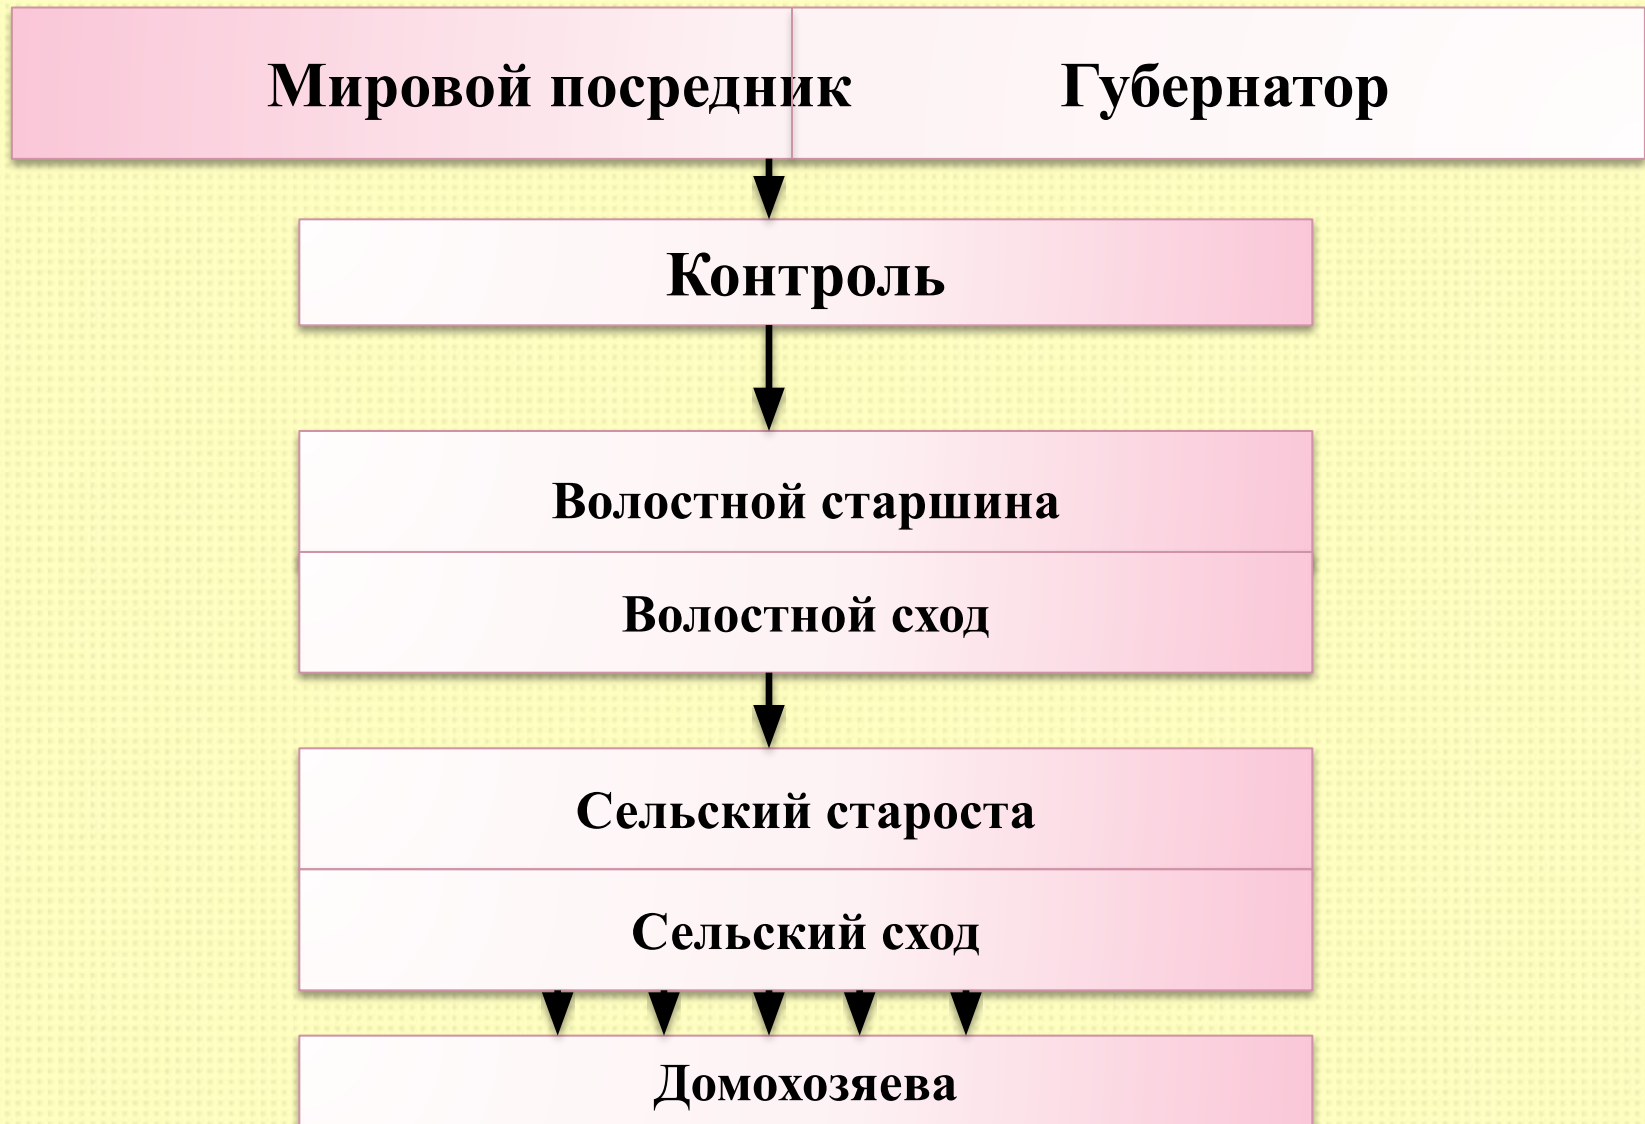 Мировой посредник Губернатор
Контроль
Волостной старшина
Волостной сход
Сельский староста
Сельский сход
Домохозяева